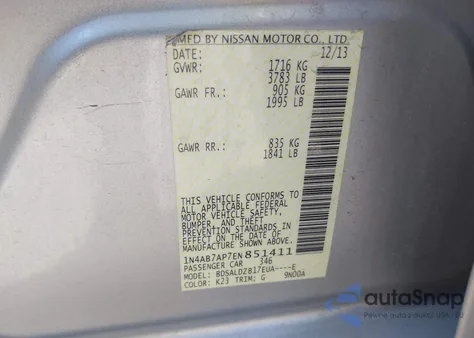 MFD BY NISSAN MOTOR CO., LTD.
DATE: 12/13
GVWR: 1716 KG
3783 LB
GAWR FR.: 905 KG
1995 LB
GAWR RR.: 835 KG
1841 LB
THIS VEHICLE CONFORMS TO
ALL APPLICABLE FEDERAL
MOTOR VEHICLE SAFETY,
BUMPER, AND THEFT
PREVENTION STANDARDS IN
EFFECT ON THE DATE OF
MANUFACTURE SHOWN ABOVE.
1N4AB7AP7EN851411
PASSENGER CAR 346
MODEL: BDSALDZB17EUA----E
COLOR: K23 TRIM: G 9N00A
autoSnap